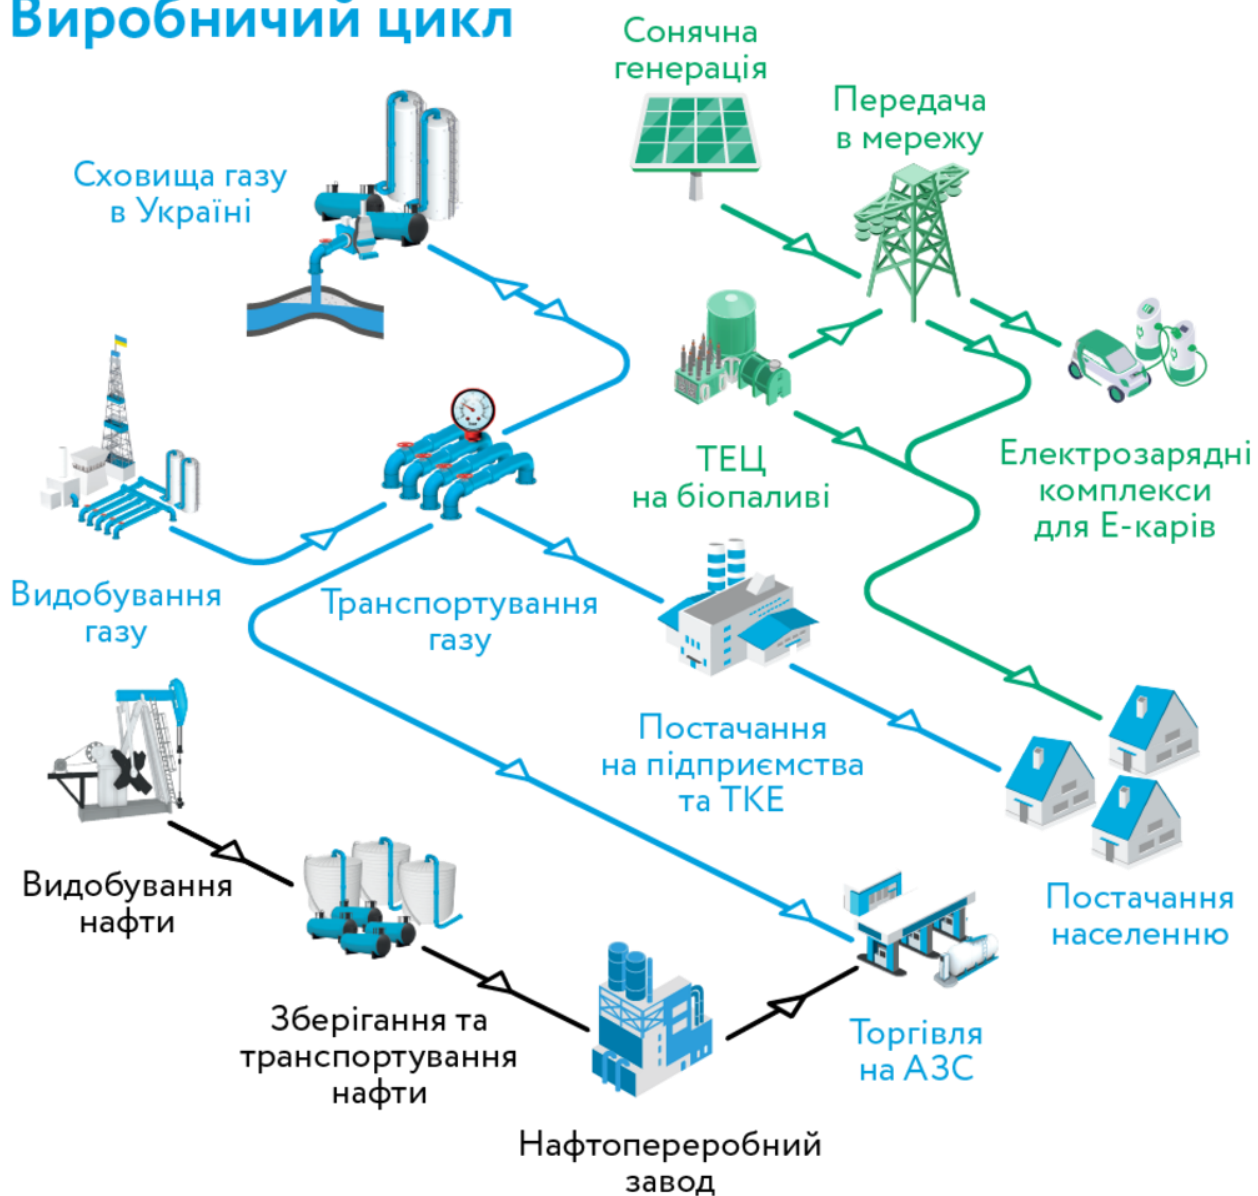 Виробничий цикл
Сонячна
генерація
Передача
в мережу
Сховища газу
в Україні
ТЕЦ
на біопаливі
Електрозарядні
комплекси
для Е-карів
Видобування
газу
Транспортування
газу
Постачання
на підприємства
та ТКЕ
Видобування
нафти
Постачання
населенню
Зберігання та
транспортування
нафти
Торгівля
на АЗС
Нафтопереробний
завод